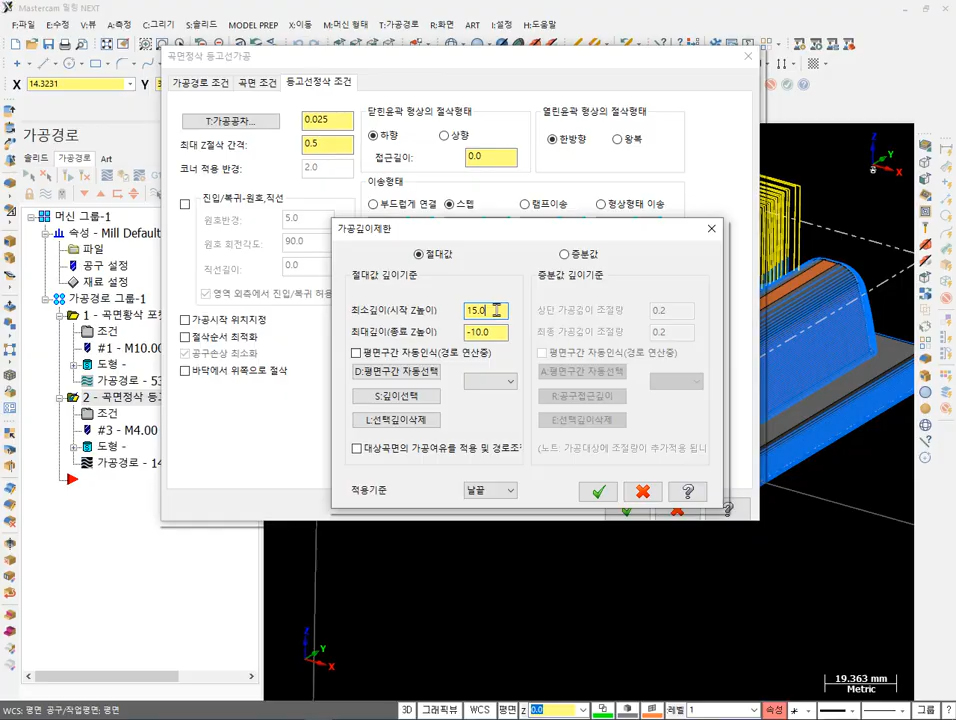 Mastercam 밀링 NEXT
F:파일 E:수정 V:뷰 A:측정 C:그리기 S:솔리드 MODEL PREP X:이동 M:머신 형태 T:가공경로 R:화면 ART I:설정 H:도움말
X 14.3231 Y
가공경로
솔리드 가공경로 Art
머신 그룹-1
속성 - Mill Default
파일
공구 설정
재료 설정
가공경로 그룹-1
1 - 곡면황삭 포
조건
#1 - M10.00
도형 -
가공경로 - 53
2 - 곡면정삭 등
조건
#3 - M4.00
도형 -
가공경로 - 14
곡면정삭 등고선가공
가공경로 조건 곡면 조건 등고선정삭 조건
T:가공공차... 0.025
최대 Z절삭 간격: 0.5
코너 적용 반경: 2.0
닫힌윤곽 형상의 절삭형태
하향 상향
접근길이: 0.0
열린윤곽 형상의 절삭형태
한방향 왕복
이송형태
부드럽게 연결 스텝 램프이송 형상형태 이송
진입/복귀-원호,직선
원호반경: 5.0
원호 회전각도: 90.0
직선길이: 0.0
영역 외측에서 진입/복귀 허용
가공시작 위치지정
절삭순서 최적화
공구손상 최소화
바닥에서 위쪽으로 절삭
가공깊이제한
절대값 증분값
절대값 깊이기준
최소깊이(시작 Z높이) 15.0
최대깊이(종료 Z높이) -10.0
평면구간 자동인식(경로 연산중)
D:평면구간 자동선택
S:깊이선택
L:선택깊이삭제
대상곡면의 가공여유를 적용 및 경로조
증분값 깊이기준
상단 가공깊이 조절량 0.2
최종 가공깊이 조절량 0.2
평면구간 자동인식(경로 연산중)
A:평면구간 자동선택
R:공구접근깊이
E:선택깊이삭제
(노트: 가공대상에 조절량이 추가적용 됩니
적용기준 날끝
Z Y X
Z Y X
19.363 mm
Metric
WCS: 평면 공구/작업평면: 평면
3D 그래픽뷰 WCS 평면 Z 0.0 레벨 1 속성 그룹 ?